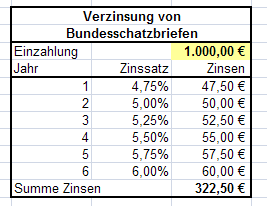 Verzinsung von
Bundesschatzbriefen
Einzahlung 1.000,00 €
Jahr Zinssatz Zinsen
1 4,75% 47,50 €
2 5,00% 50,00 €
3 5,25% 52,50 €
4 5,50% 55,00 €
5 5,75% 57,50 €
6 6,00% 60,00 €
Summe Zinsen 322,50 €